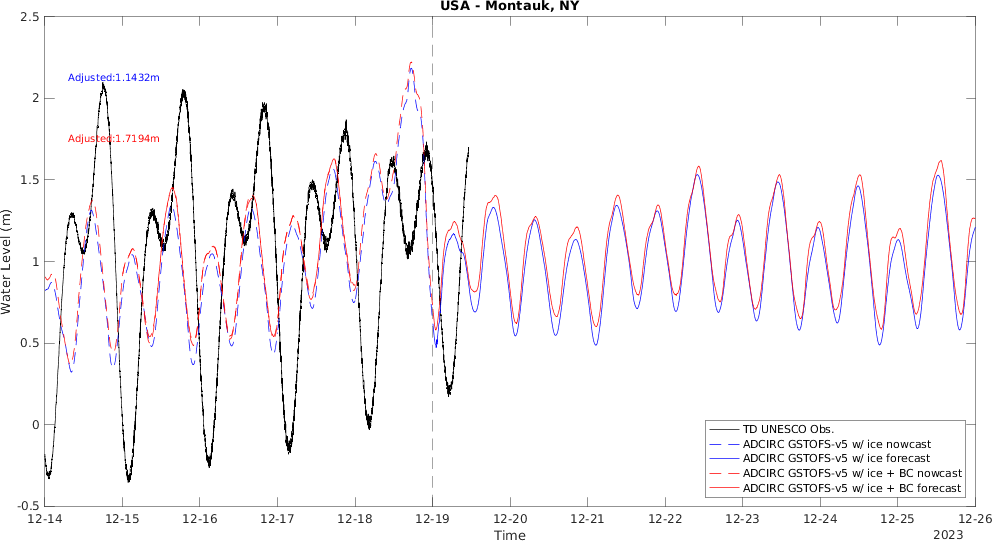 USA - Montauk, NY
2.5
2
1.5
1
0.5
0
-0.5
Water Level (m)
Adjusted:1.1432m
Adjusted:1.7194m
TD UNESCO Obs.
ADCIRC GSTOFS-v5 w/ ice nowcast
ADCIRC GSTOFS-v5 w/ ice forecast
ADCIRC GSTOFS-v5 w/ ice + BC nowcast
ADCIRC GSTOFS-v5 w/ ice + BC forecast
12-14 12-15 12-16 12-17 12-18 12-19 12-20 12-21 12-22 12-23 12-24 12-25 12-26
Time
2023